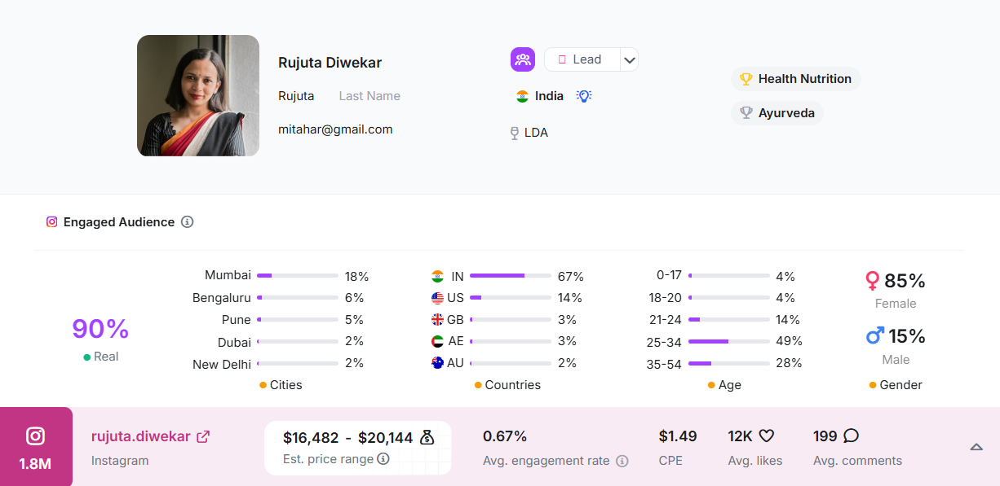 Rujuta Diwekar
Rujuta Last Name
mitahar@gmail.com
Lead
India
LDA
Health Nutrition
Ayurveda
Engaged Audience
90%
Real
Mumbai 18%
Bengaluru 6%
Pune 5%
Dubai 2%
New Delhi 2%
Cities
IN 67%
US 14%
GB 3%
AE 3%
AU 2%
Countries
0-17 4%
18-20 4%
21-24 14%
25-34 49%
35-54 28%
Age
85%
Female
15%
Male
Gender
1.8M
rujuta.diwekar
Instagram
$16,482 - $20,144
Est. price range
0.67%
Avg. engagement rate
$1.49
CPE
12K
Avg. likes
199
Avg. comments